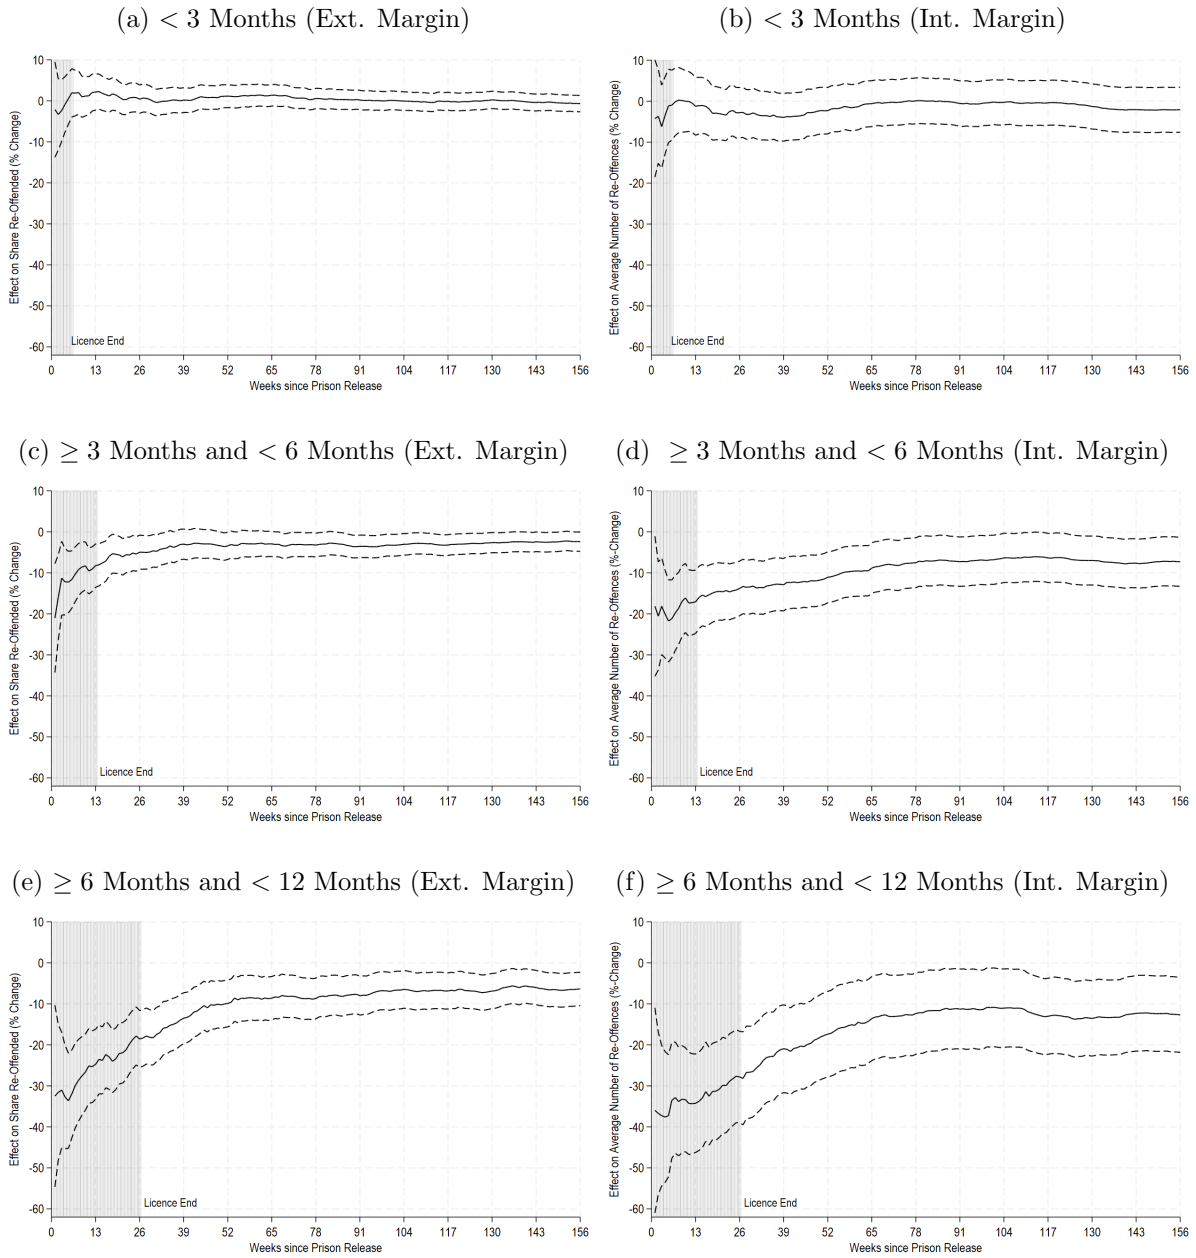 (a) < 3 Months (Ext. Margin)
10
0
-10
-20
-30
-40
-50
-60
Effect on Share Re-Offended (% Change)
Licence End
0 13 26 39 52 65 78 91 104 117 130 143 156
Weeks since Prison Release
(b) < 3 Months (Int. Margin)
10
0
-10
-20
-30
-40
-50
-60
Effect on Average Number of Re-Offences (% Change)
Licence End
0 13 26 39 52 65 78 91 104 117 130 143 156
Weeks since Prison Release
(c) ≥ 3 Months and < 6 Months (Ext. Margin)
10
0
-10
-20
-30
-40
-50
-60
Effect on Share Re-Offended (% Change)
Licence End
0 13 26 39 52 65 78 91 104 117 130 143 156
Weeks since Prison Release
(d) ≥ 3 Months and < 6 Months (Int. Margin)
10
0
-10
-20
-30
-40
-50
-60
Effect on Average Number of Re-Offences (%-Change)
Licence End
0 13 26 39 52 65 78 91 104 117 130 143 156
Weeks since Prison Release
(e) ≥ 6 Months and < 12 Months (Ext. Margin)
10
0
-10
-20
-30
-40
-50
-60
Effect on Share Re-Offended (% Change)
Licence End
0 13 26 39 52 65 78 91 104 117 130 143 156
Weeks since Prison Release
(f) ≥ 6 Months and < 12 Months (Int. Margin)
10
0
-10
-20
-30
-40
-50
-60
Effect on Average Number of Re-Offences (%-Change)
Licence End
0 13 26 39 52 65 78 91 104 117 130 143 156
Weeks since Prison Release